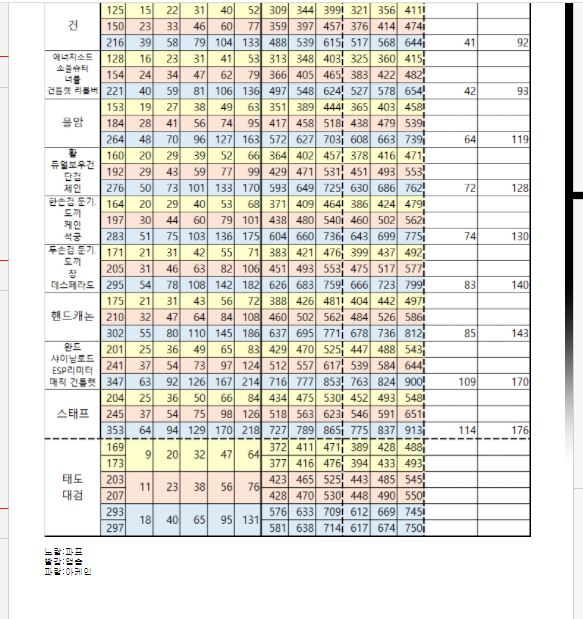 건
125 15 22 31 40 52 309 344 399 321 356 411
150 23 33 46 60 77 359 397 457 376 414 474
216 39 58 79 104 133 488 539 615 517 568 644 41 92
에너지소드
소울슈터
너클
건틀렛 리볼버
128 16 23 31 41 53 313 348 403 325 360 415
154 24 34 47 62 79 366 405 465 383 422 482
221 40 59 81 106 136 497 548 624 527 578 654 42 93
폴암
153 19 27 38 49 63 351 389 444 365 403 458
184 28 41 56 74 95 417 458 518 438 479 539
264 48 70 96 127 163 572 627 703 608 663 739 64 119
활
듀얼보우건
단검
체인
160 20 29 39 52 66 364 402 457 378 416 471
192 29 43 59 77 99 429 471 531 451 493 553
276 50 73 101 133 170 593 649 725 630 686 762 72 128
한손검 둔기.
도끼
케인
석궁
164 20 29 40 53 68 371 409 464 386 424 479
197 30 44 60 79 101 438 480 540 460 502 562
283 51 75 103 136 175 604 660 736 643 699 775 74 130
두손검 둔기.
도끼
창
데스페라도
171 21 31 42 55 71 383 421 476 399 437 492
205 31 46 63 82 106 451 493 553 475 517 577
295 54 78 108 142 182 626 683 759 666 723 799 83 140
핸드캐논
175 21 31 43 56 72 388 426 481 404 442 497
210 32 47 64 84 108 460 502 562 484 526 586
302 55 80 110 145 186 637 695 771 678 736 812 85 143
완드
샤이닝로드
ESP리미터
매직 건틀렛
201 25 36 49 65 83 429 470 525 447 488 543
241 37 54 73 97 124 512 557 617 539 584 644
347 63 92 126 167 214 716 777 853 763 824 900 109 170
스태프
204 25 36 50 66 84 434 475 530 452 493 548
245 37 54 75 98 126 518 563 623 546 591 651
353 64 94 129 170 218 727 789 865 775 837 913 114 176
태도
대검
169 9 20 32 47 64 372 411 471 389 428 488
173 377 416 476 394 433 493
203 11 23 38 56 76 423 465 525 443 485 545
207 428 470 530 448 490 550
293 18 40 65 95 131 576 633 709 612 669 745
297 581 638 714 617 674 750
노랑:파프
빨강:앱솔
파랑:아케인